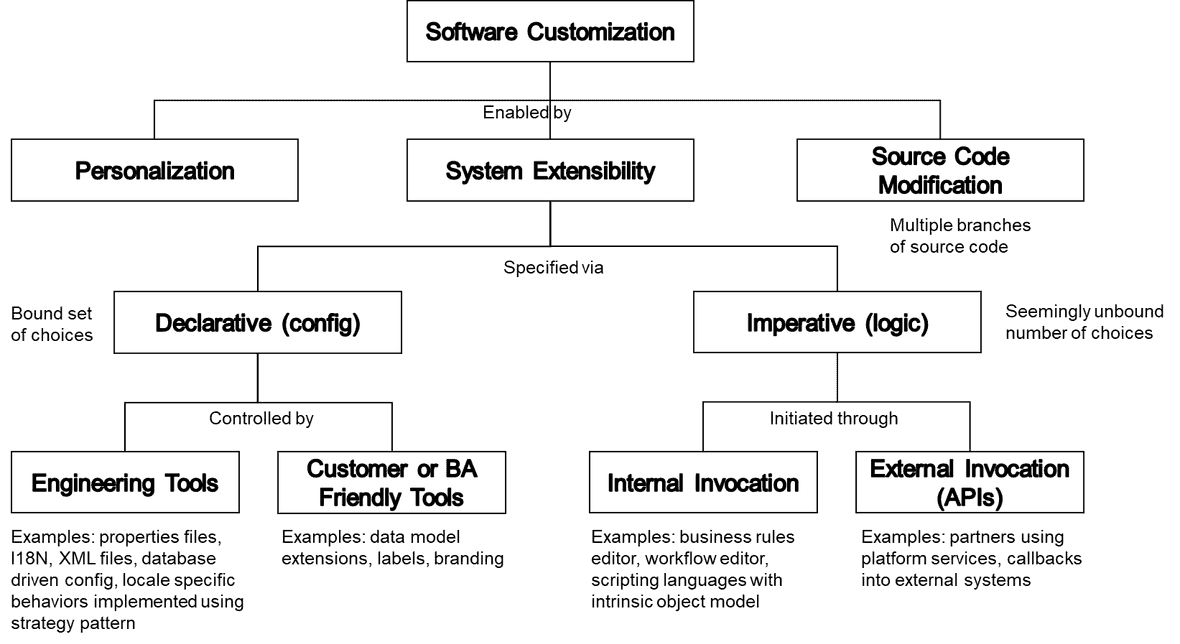 Software Customization
Enabled by
Personalization
System Extensibility
Source Code
Modification
Multiple branches
of source code
Specified via
Bound set
of choices
Declarative (config)
Imperative (logic)
Seemingly unbound
number of choices
Controlled by
Initiated through
Engineering Tools
Customer or BA
Friendly Tools
Internal Invocation
External Invocation
(APIs)
Examples: properties files,
I18N, XML files, database
driven config, locale specific
behaviors implemented using
strategy pattern
Examples: data model
extensions, labels, branding
Examples: business rules
editor, workflow editor,
scripting languages with
intrinsic object model
Examples: partners using
platform services, callbacks
into external systems